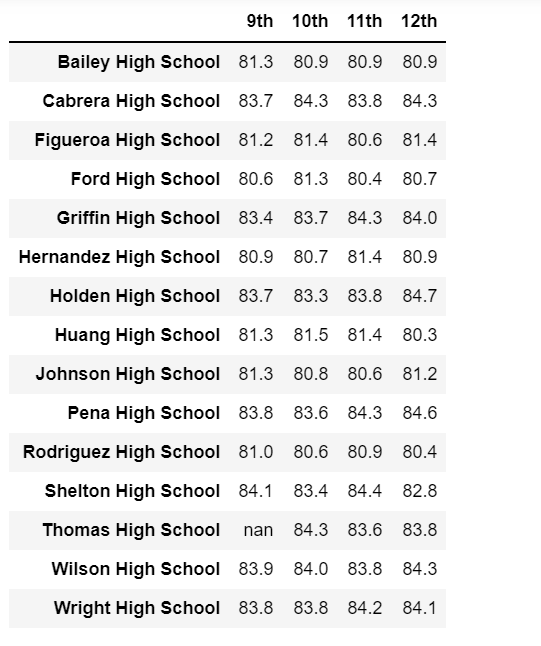 9th 10th 11th 12th
Bailey High School 81.3 80.9 80.9 80.9
Cabrera High School 83.7 84.3 83.8 84.3
Figueroa High School 81.2 81.4 80.6 81.4
Ford High School 80.6 81.3 80.4 80.7
Griffin High School 83.4 83.7 84.3 84.0
Hernandez High School 80.9 80.7 81.4 80.9
Holden High School 83.7 83.3 83.8 84.7
Huang High School 81.3 81.5 81.4 80.3
Johnson High School 81.3 80.8 80.6 81.2
Pena High School 83.8 83.6 84.3 84.6
Rodriguez High School 81.0 80.6 80.9 80.4
Shelton High School 84.1 83.4 84.4 82.8
Thomas High School nan 84.3 83.6 83.8
Wilson High School 83.9 84.0 83.8 84.3
Wright High School 83.8 83.8 84.2 84.1